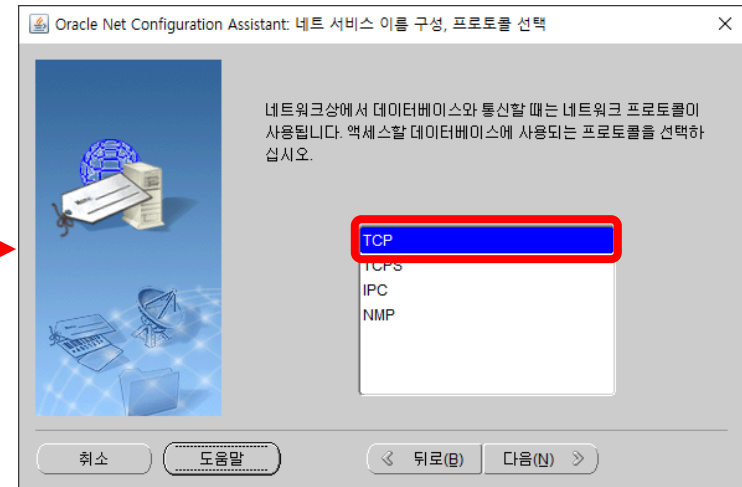 Oracle Net Configuration Assistant: 네트 서비스 이름 구성, 프로토콜 선택
네트워크상에서 데이터베이스와 통신할 때는 네트워크 프로토콜이
사용됩니다. 액세스할 데이터베이스에 사용되는 프로토콜을 선택하
십시오.
TCP
TCPS
IPC
NMP
취소
도움말
뒤로(B)
다음(N)